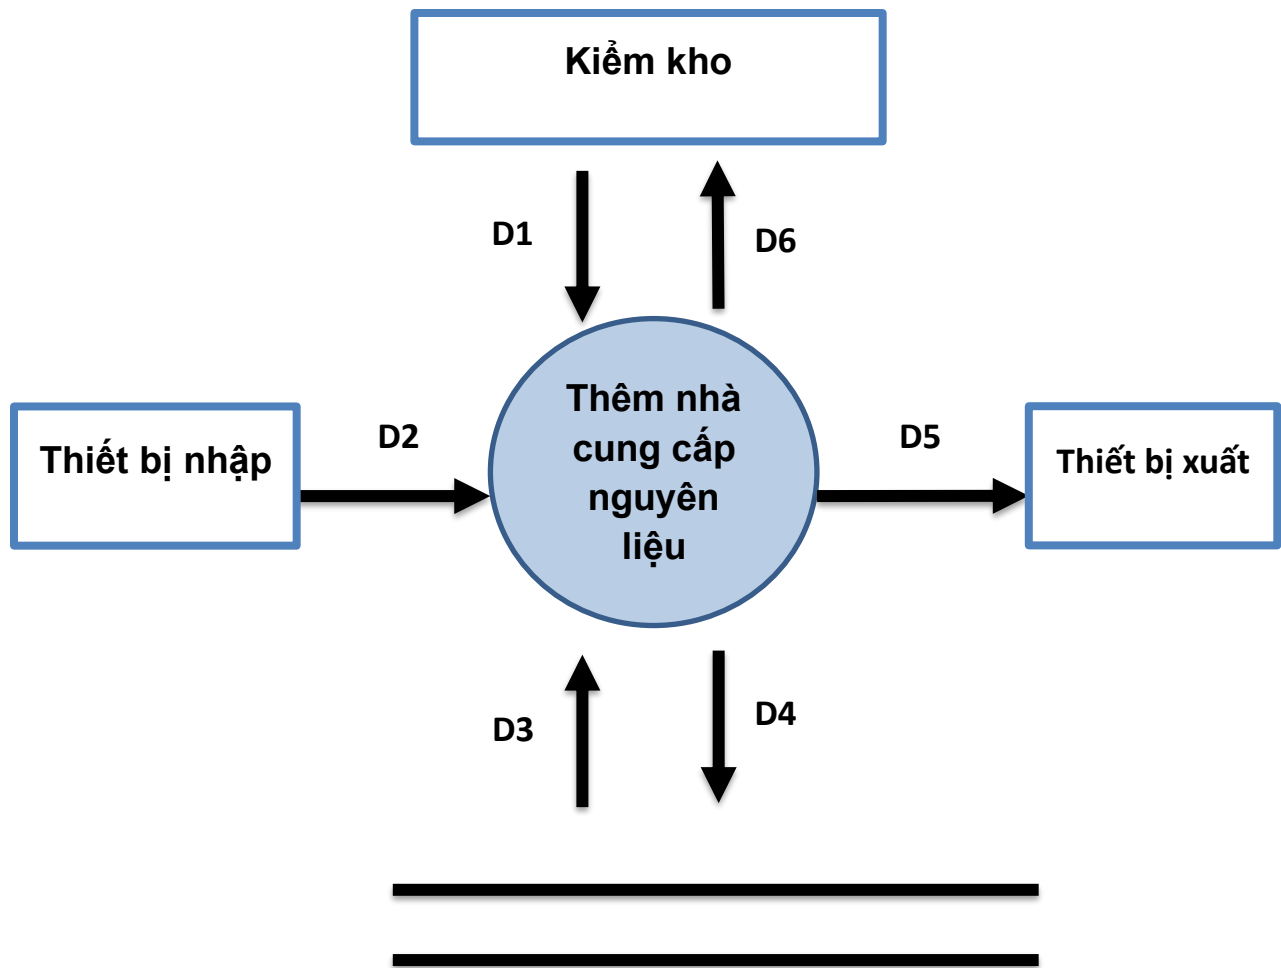 Kiểm kho
D1
D6
Thiết bị nhập
D2
Thêm nhà
cung cấp
nguyên
liệu
D5
Thiết bị xuất
D3
D4